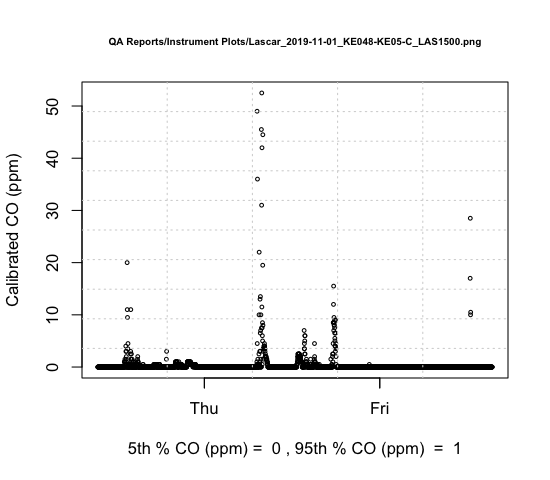 QA Reports/Instrument Plots/Lascar_2019-11-01_KE048-KE05-C_LAS1500.png
Calibrated CO (ppm)
50
40
30
20
10
0
Thu Fri
5th % CO (ppm) = 0 , 95th % CO (ppm) = 1